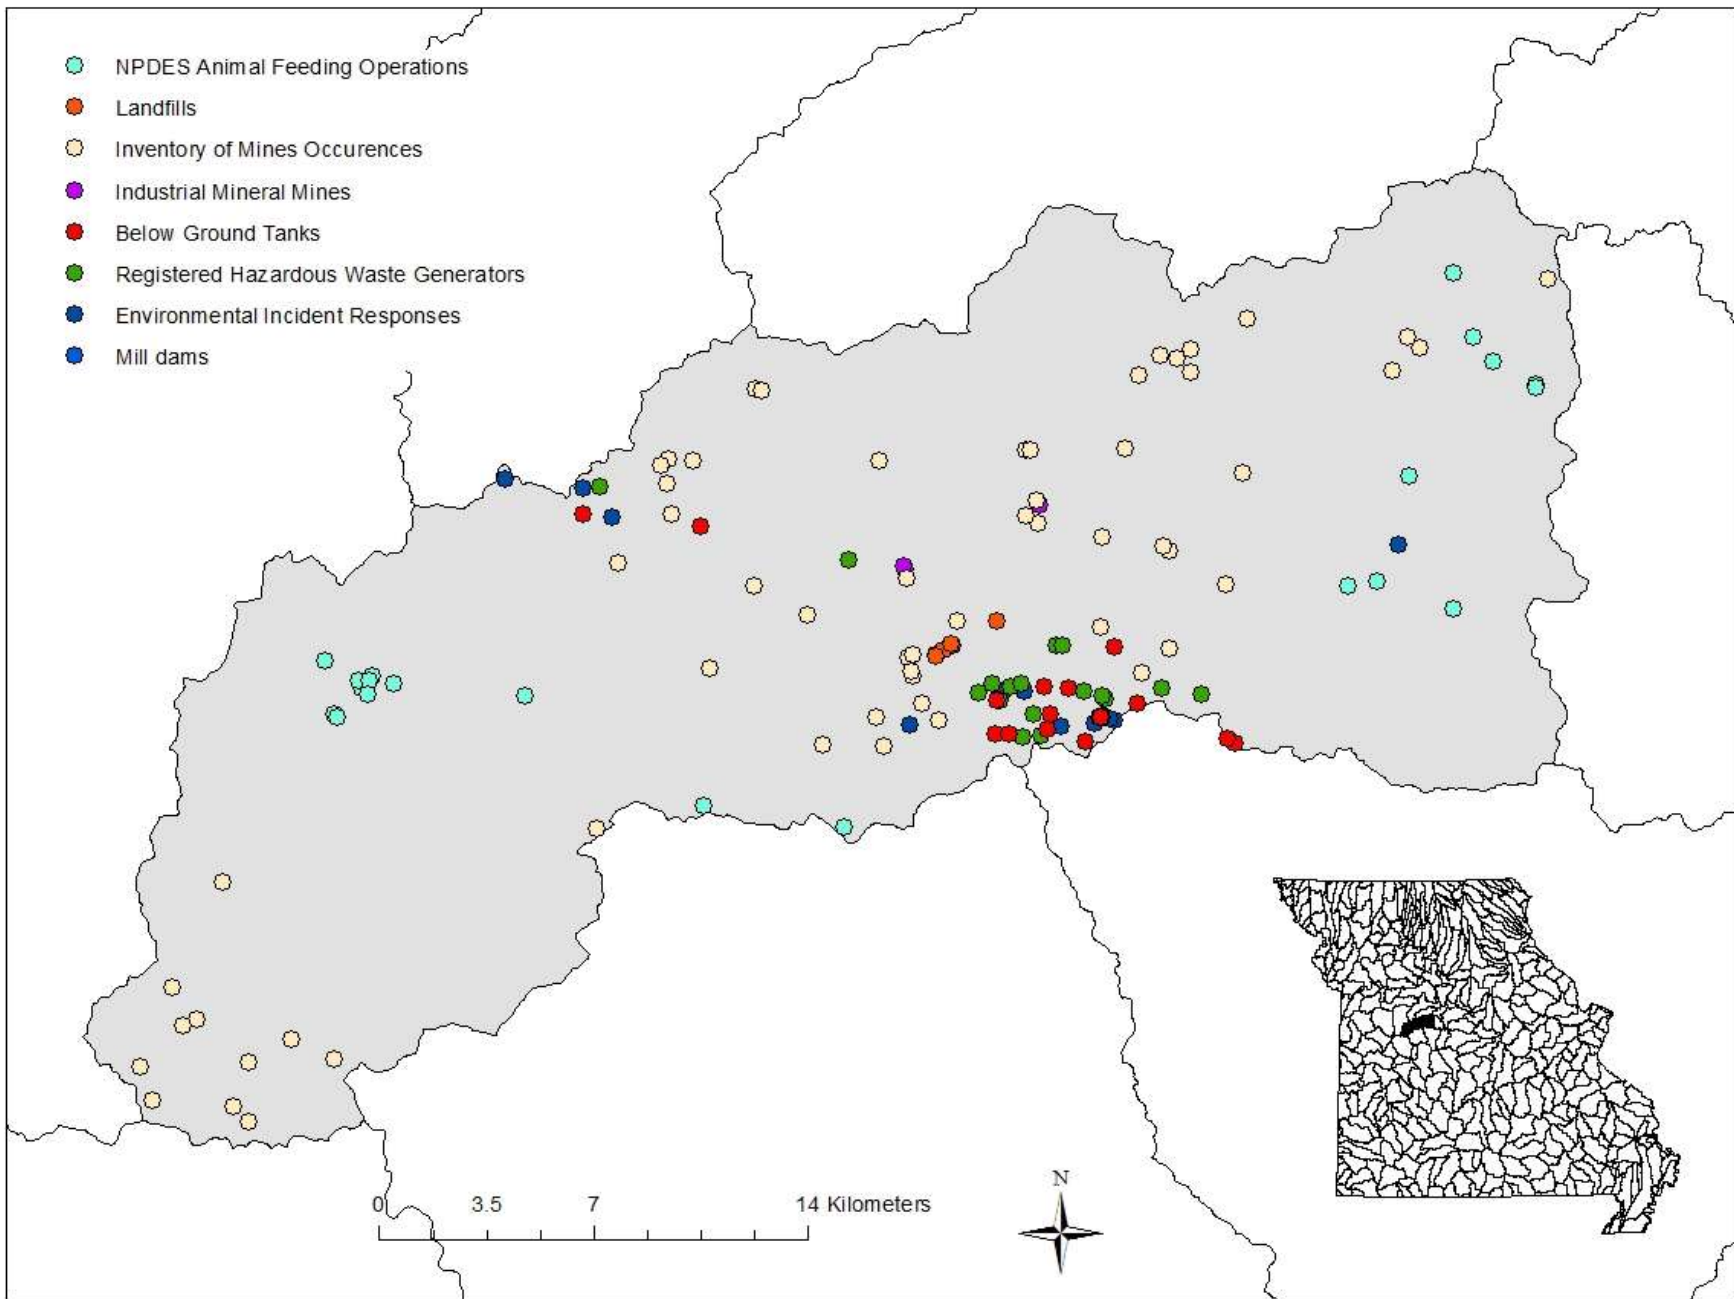 NPDES Animal Feeding Operations
Landfills
Inventory of Mines Occurences
Industrial Mineral Mines
Below Ground Tanks
Registered Hazardous Waste Generators
Environmental Incident Responses
Mill dams
0 3.5 7 14 Kilometers
N